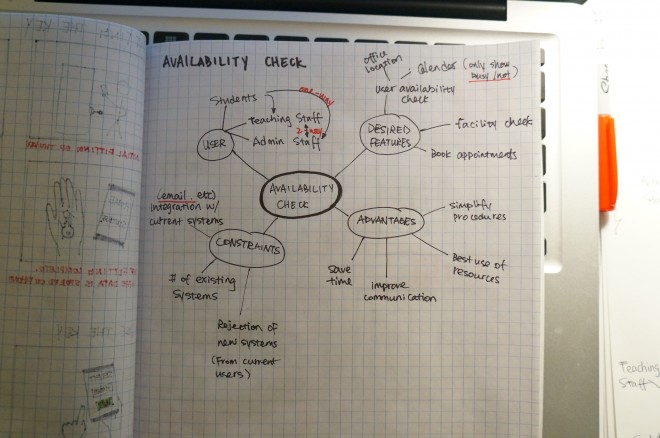 AVAILABILITY CHECK
Students
one-way
Teaching Staff
2-way
Admin Staff
USER
office
location
Calender (only show
busy/not)
User availability
check
facility check
Book appointments
DESIRED
FEATURES
AVAILABILITY
CHECK
(email, etc)
integration w/
current systems
CONSTRAINTS
# of existing
systems
Rejection of
new systems
(From current
users)
ADVANTAGES
simplify
procedures
Best use of
resources
save
time
improve
communication
Teaching
Staff